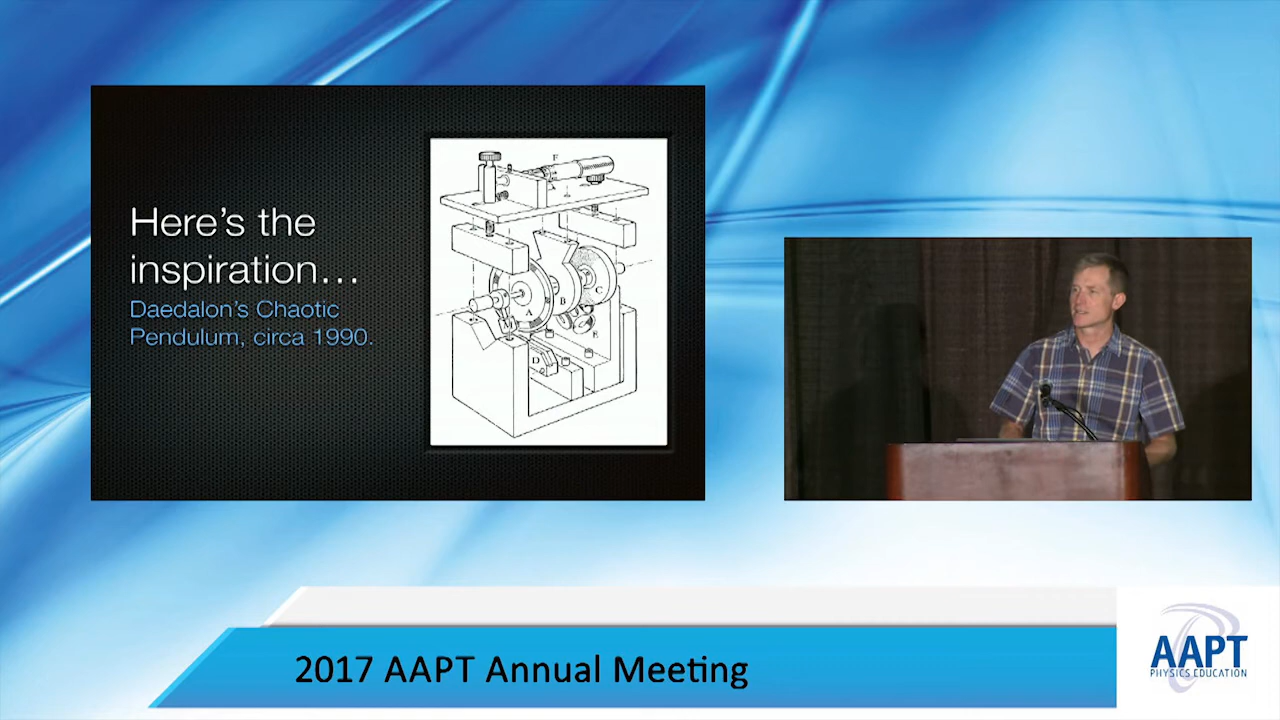 Here's the
inspiration...
Daedalon's Chaotic
Pendulum, circa 1990.
F
A
B
C
D
2017 AAPT Annual Meeting
AAPT
PHYSICS EDUCATION